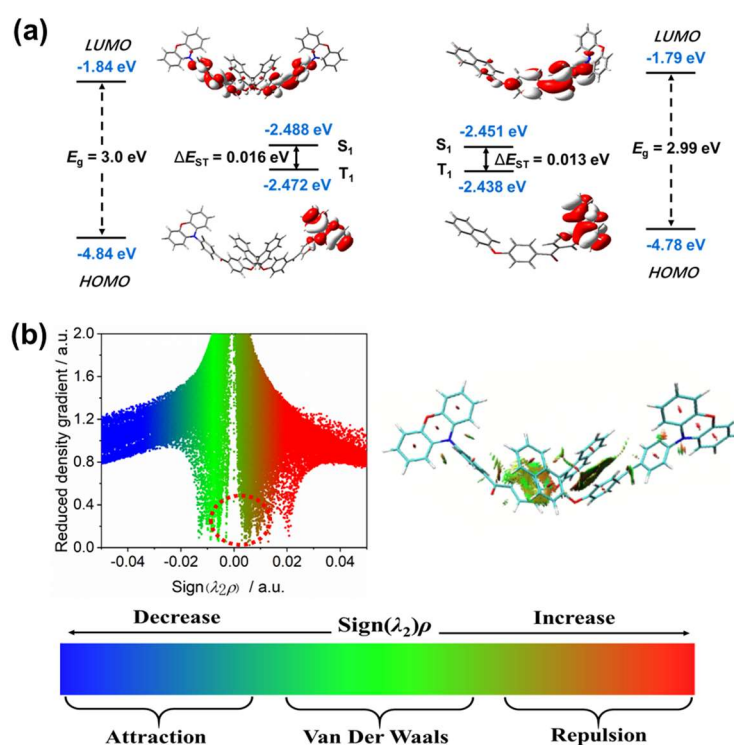 (a)
LUMO
-1.84 eV
Eg = 3.0 eV
-4.84 eV
HOMO
-2.488 eV
S1
ΔEST = 0.016 eV
T1
-2.472 eV
-2.451 eV
S1
ΔEST = 0.013 eV
T1
-2.438 eV
LUMO
-1.79 eV
Eg = 2.99 eV
-4.78 eV
HOMO
(b)
Reduced density gradient / a.u.
2.0
1.6
1.2
0.8
0.4
0.0
-0.04 -0.02 0.00 0.02 0.04
Sign(λ2ρ) / a.u.
Decrease Sign(λ2)ρ Increase
Attraction Van Der Waals Repulsion